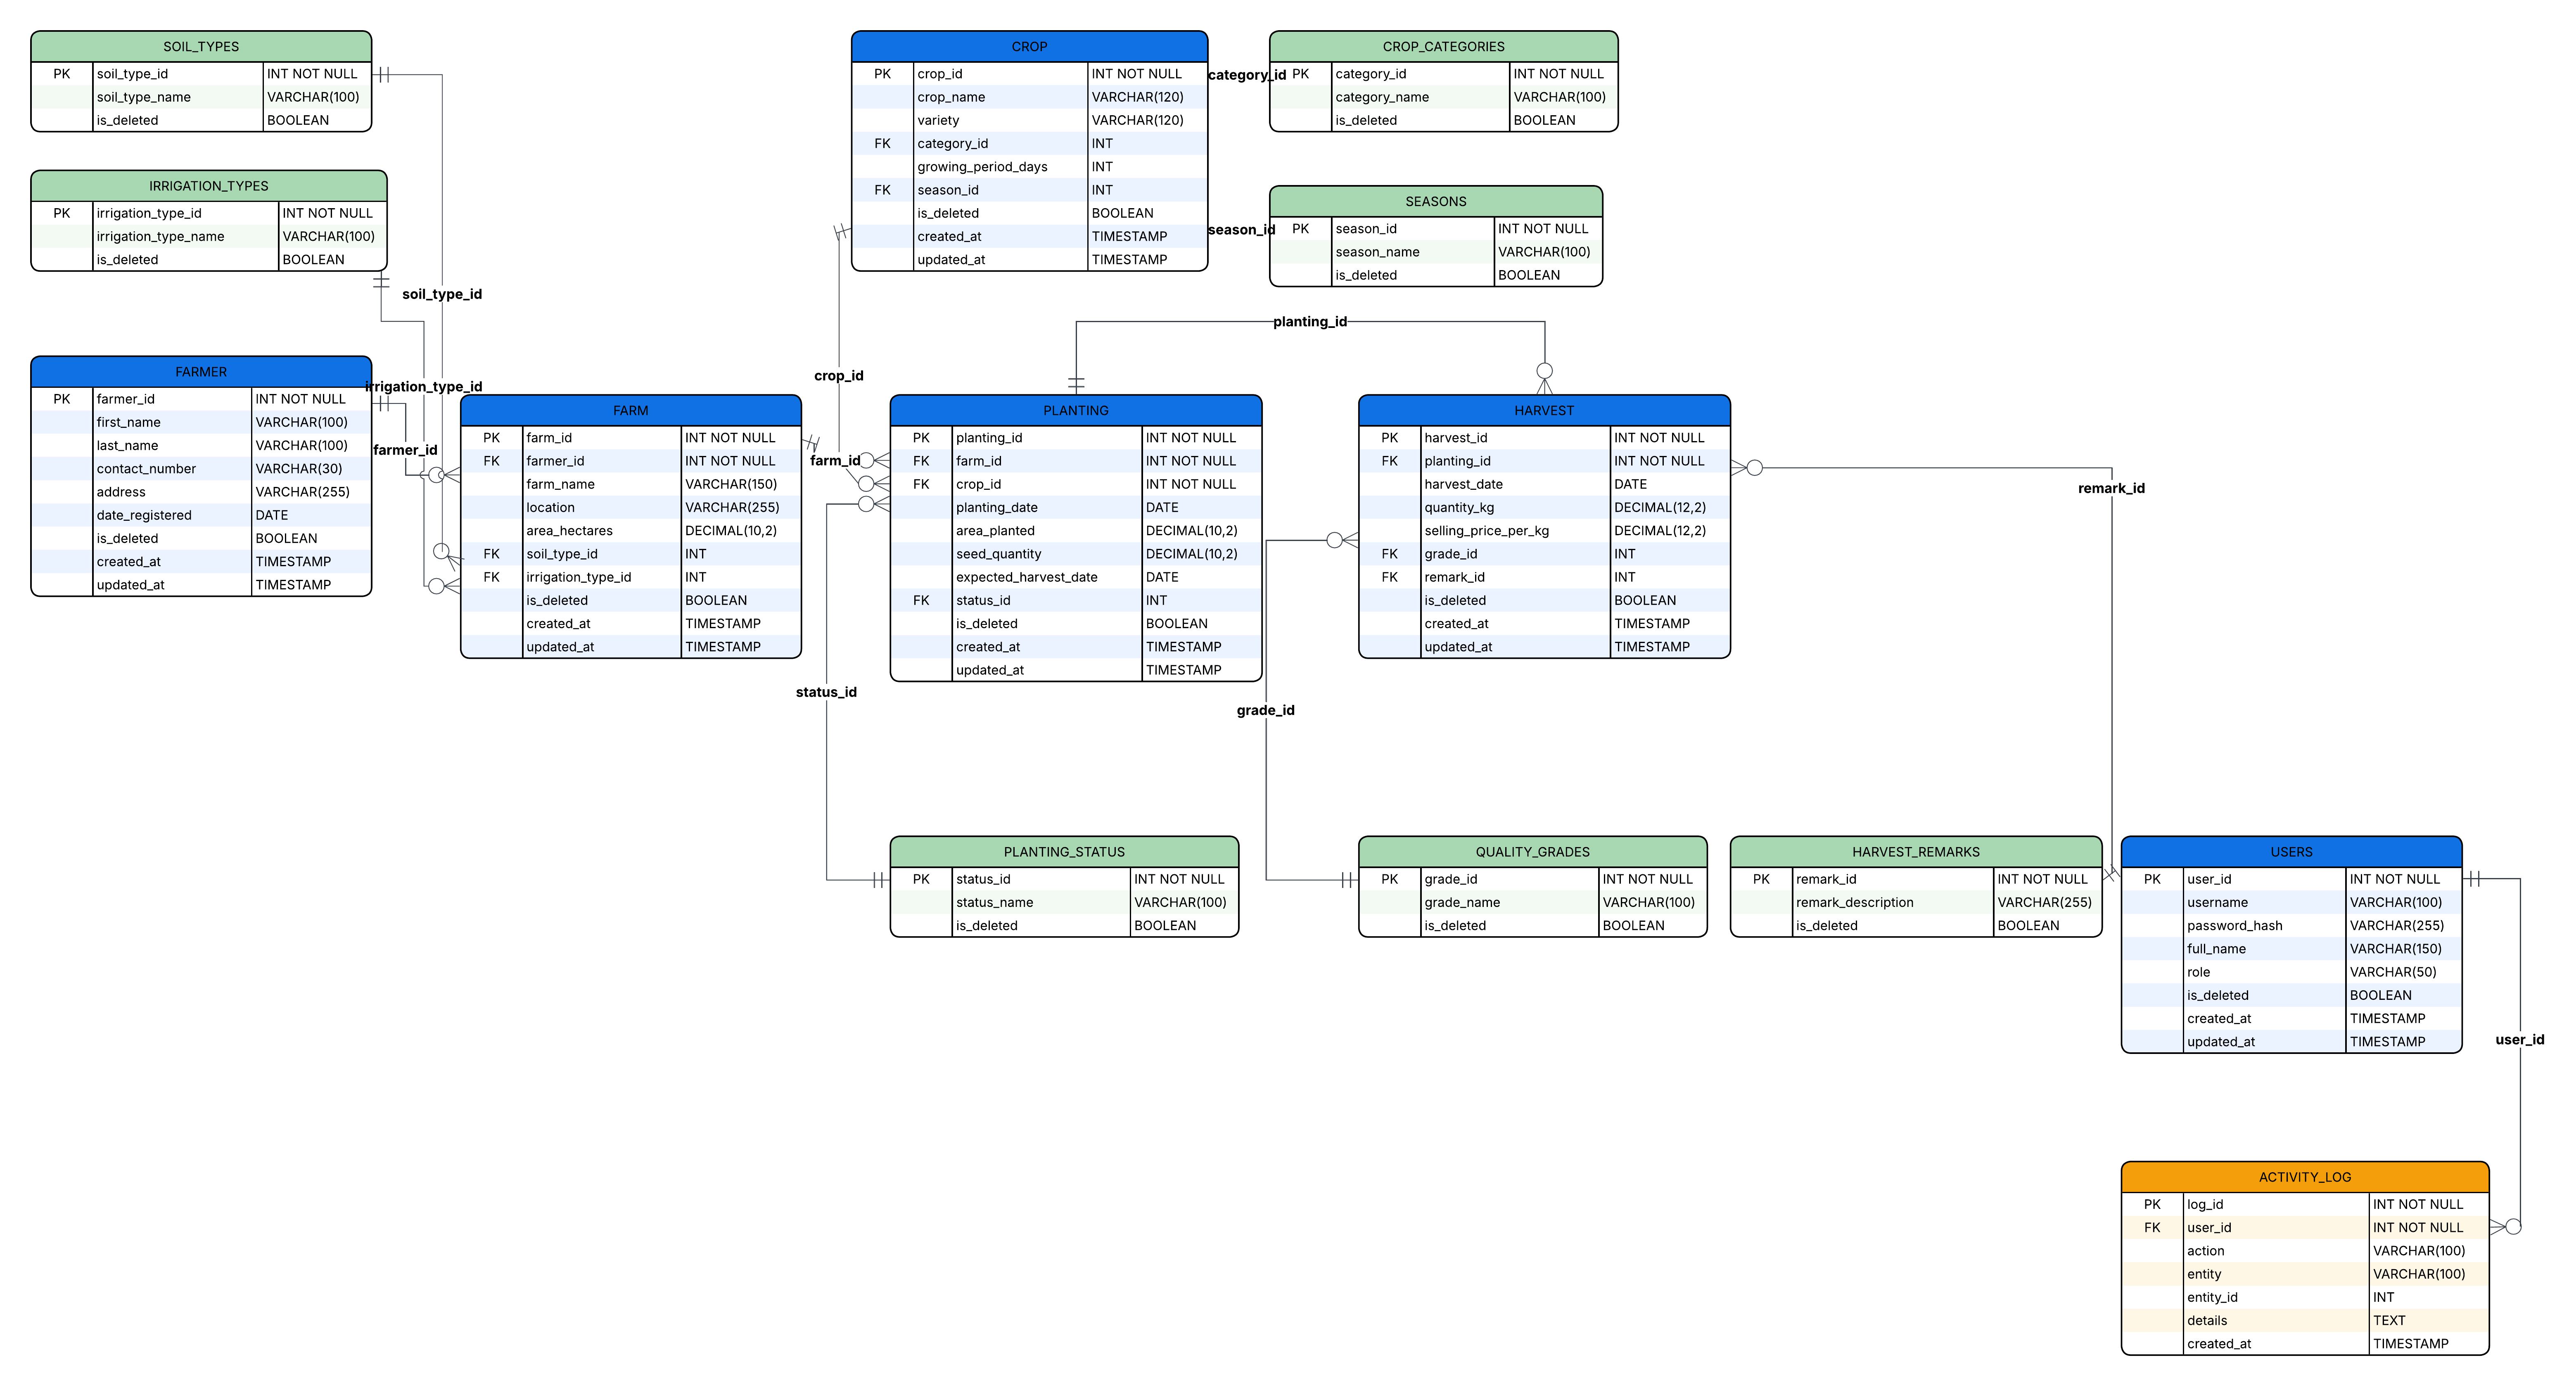 SOIL_TYPES
PK soil_type_id INT NOT NULL
soil_type_name VARCHAR(100)
is_deleted BOOLEAN
IRRIGATION_TYPES
PK irrigation_type_id INT NOT NULL
irrigation_type_name VARCHAR(100)
is_deleted BOOLEAN
soil_type_id
irrigation_type_id
farmer_id
FARMER
PK farmer_id INT NOT NULL
first_name VARCHAR(100)
last_name VARCHAR(100)
contact_number VARCHAR(30)
address VARCHAR(255)
date_registered DATE
is_deleted BOOLEAN
created_at TIMESTAMP
updated_at TIMESTAMP
FARM
PK farm_id INT NOT NULL
FK farmer_id INT NOT NULL
farm_name VARCHAR(150)
location VARCHAR(255)
area_hectares DECIMAL(10,2)
FK soil_type_id INT
FK irrigation_type_id INT
is_deleted BOOLEAN
created_at TIMESTAMP
updated_at TIMESTAMP
CROP
PK crop_id INT NOT NULL
crop_name VARCHAR(120)
variety VARCHAR(120)
FK category_id INT
growing_period_days INT
FK season_id INT
is_deleted BOOLEAN
created_at TIMESTAMP
updated_at TIMESTAMP
category_id
season_id
CROP_CATEGORIES
PK category_id INT NOT NULL
category_name VARCHAR(100)
is_deleted BOOLEAN
SEASONS
PK season_id INT NOT NULL
season_name VARCHAR(100)
is_deleted BOOLEAN
planting_id
crop_id
farm_id
PLANTING
PK planting_id INT NOT NULL
FK farm_id INT NOT NULL
FK crop_id INT NOT NULL
planting_date DATE
area_planted DECIMAL(10,2)
seed_quantity DECIMAL(10,2)
expected_harvest_date DATE
FK status_id INT
is_deleted BOOLEAN
created_at TIMESTAMP
updated_at TIMESTAMP
HARVEST
PK harvest_id INT NOT NULL
FK planting_id INT NOT NULL
harvest_date DATE
quantity_kg DECIMAL(12,2)
selling_price_per_kg DECIMAL(12,2)
FK grade_id INT
FK remark_id INT
is_deleted BOOLEAN
created_at TIMESTAMP
updated_at TIMESTAMP
remark_id
status_id
grade_id
PLANTING_STATUS
PK status_id INT NOT NULL
status_name VARCHAR(100)
is_deleted BOOLEAN
QUALITY_GRADES
PK grade_id INT NOT NULL
grade_name VARCHAR(100)
is_deleted BOOLEAN
HARVEST_REMARKS
PK remark_id INT NOT NULL
remark_description VARCHAR(255)
is_deleted BOOLEAN
USERS
PK user_id INT NOT NULL
username VARCHAR(100)
password_hash VARCHAR(255)
full_name VARCHAR(150)
role VARCHAR(50)
is_deleted BOOLEAN
created_at TIMESTAMP
updated_at TIMESTAMP
user_id
ACTIVITY_LOG
PK log_id INT NOT NULL
FK user_id INT NOT NULL
action VARCHAR(100)
entity VARCHAR(100)
entity_id INT
details TEXT
created_at TIMESTAMP